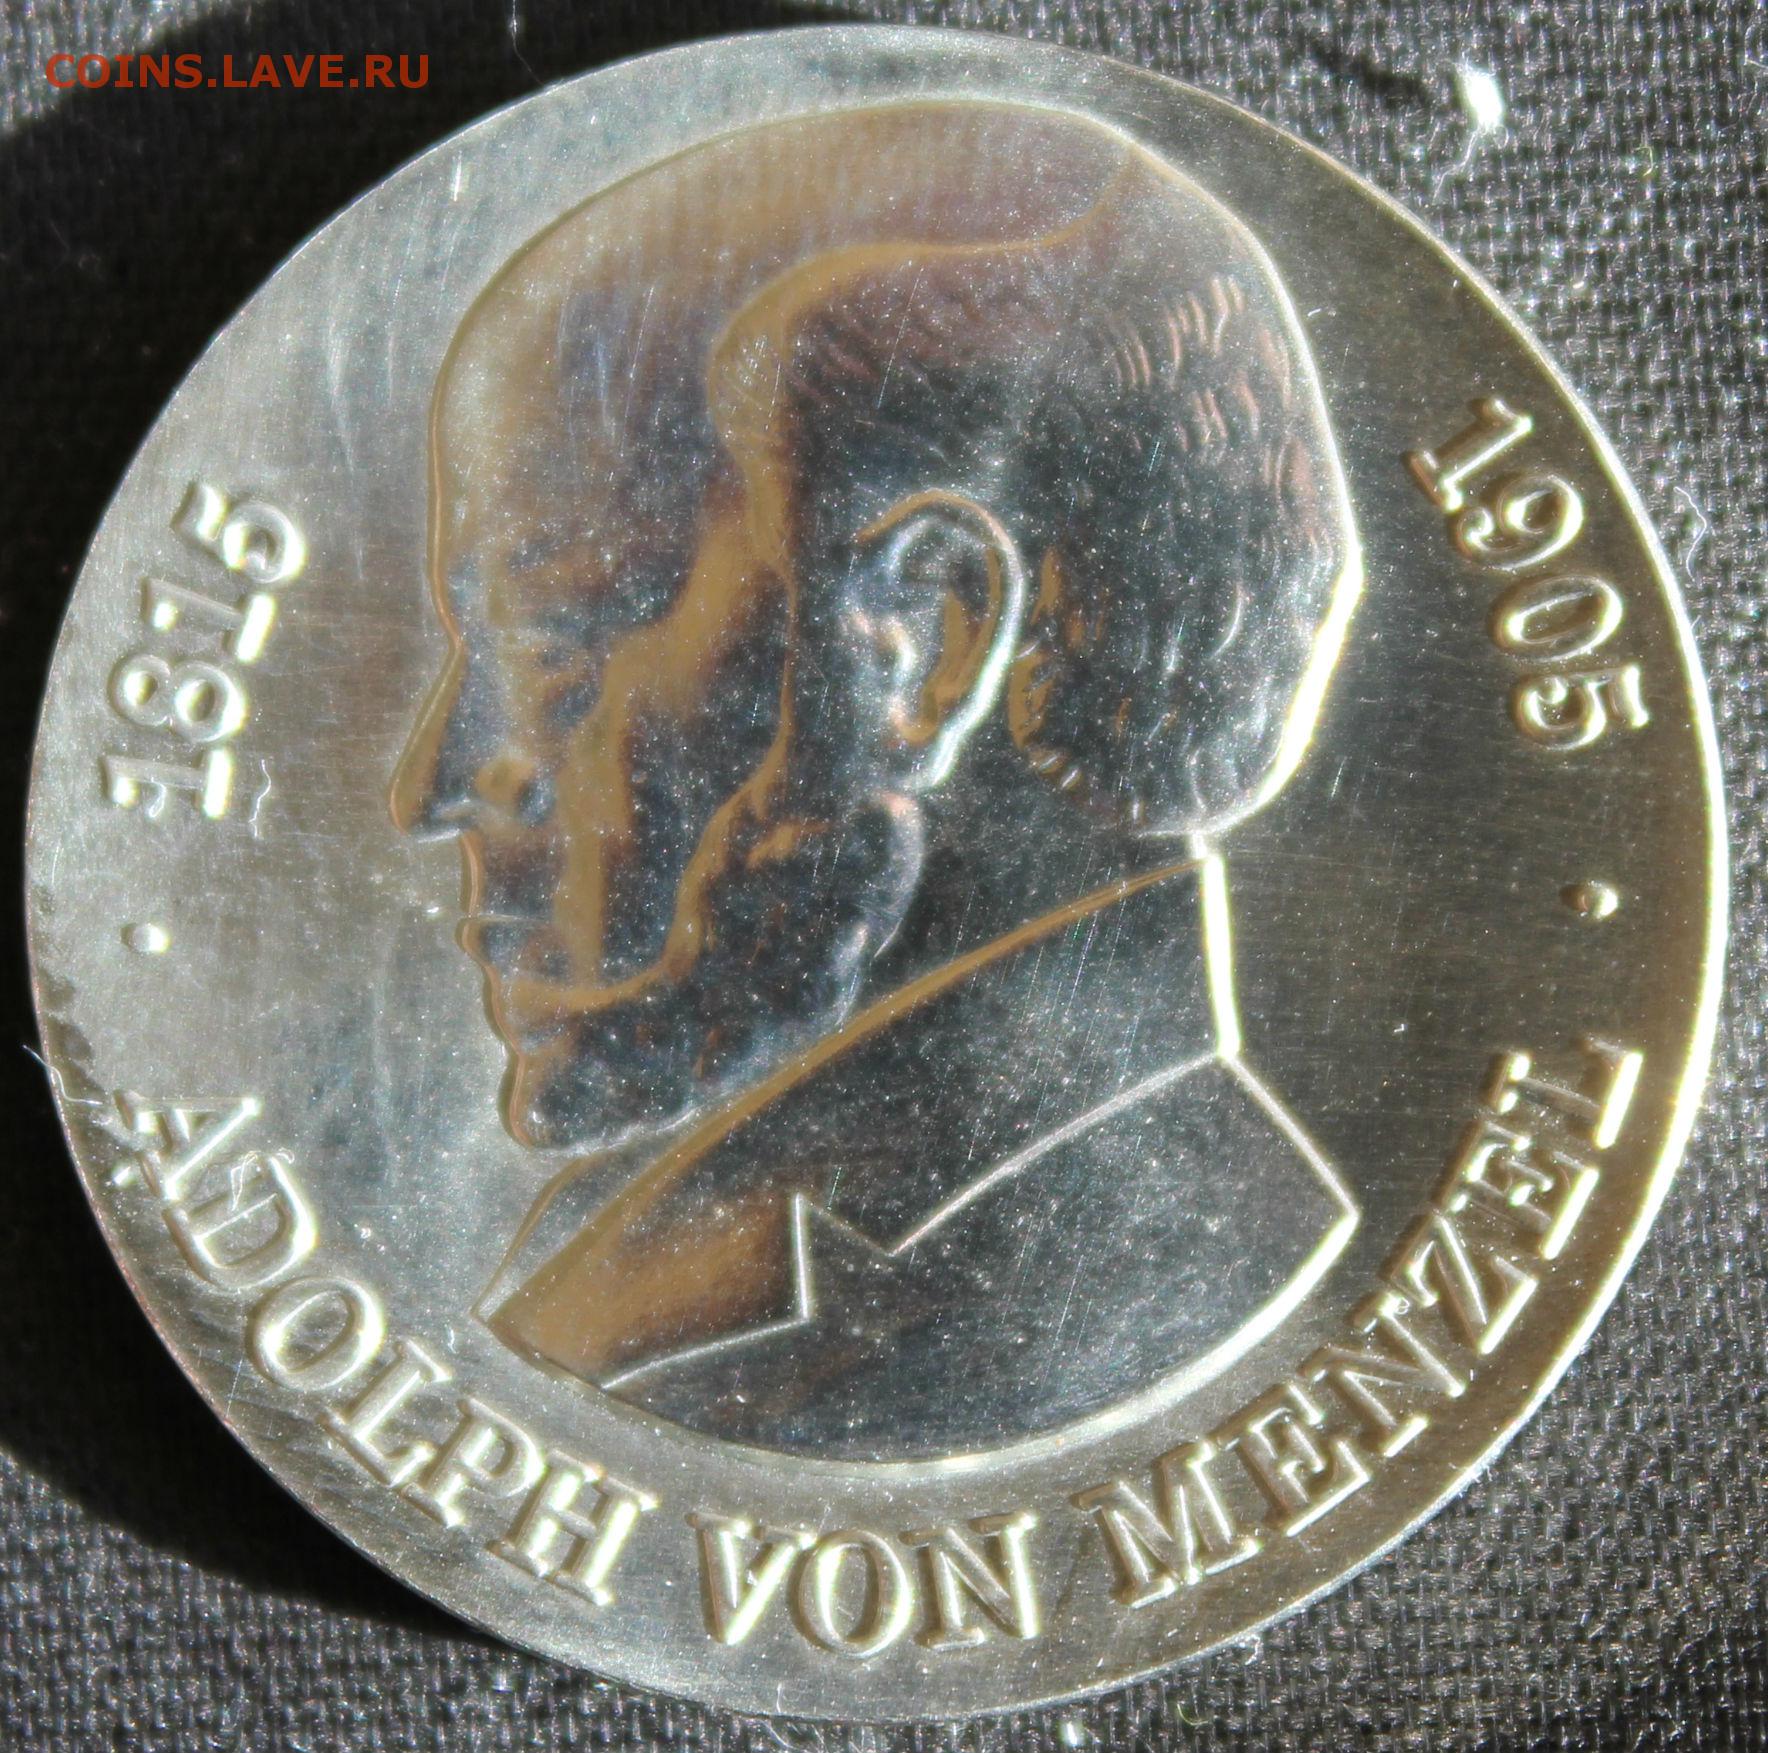 COINS.LAVE.RU
1815
1905
ADOLPH VON MENZEL